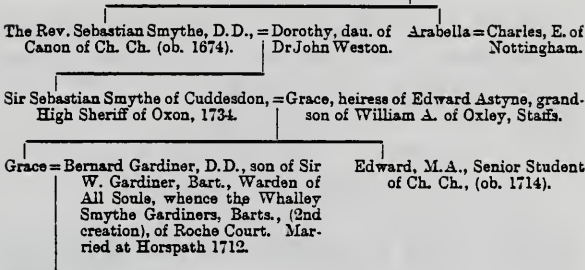 The Rev. Sebastian Smythe, D.D., = Dorothy, dau. of Arabella = Charles, E. of
Canon of Ch. Ch. (ob. 1674). Dr John Weston. Nottingham.
Sir Sebastian Smythe of Cuddesdon, = Grace, heiress of Edward Astyne, grand-
High Sheriff of Oxon, 1734. son of William A. of Oxley, Staffs.
Grace = Bernard Gardiner, D.D., son of Sir Edward, M.A., Senior Student
W. Gardiner, Bart., Warden of of Ch. Ch., (ob. 1714).
All Souls, whence the Whalley
Smythe Gardiners, Barts., (2nd
creation), of Roche Court. Mar-
ried at Horspath 1712.